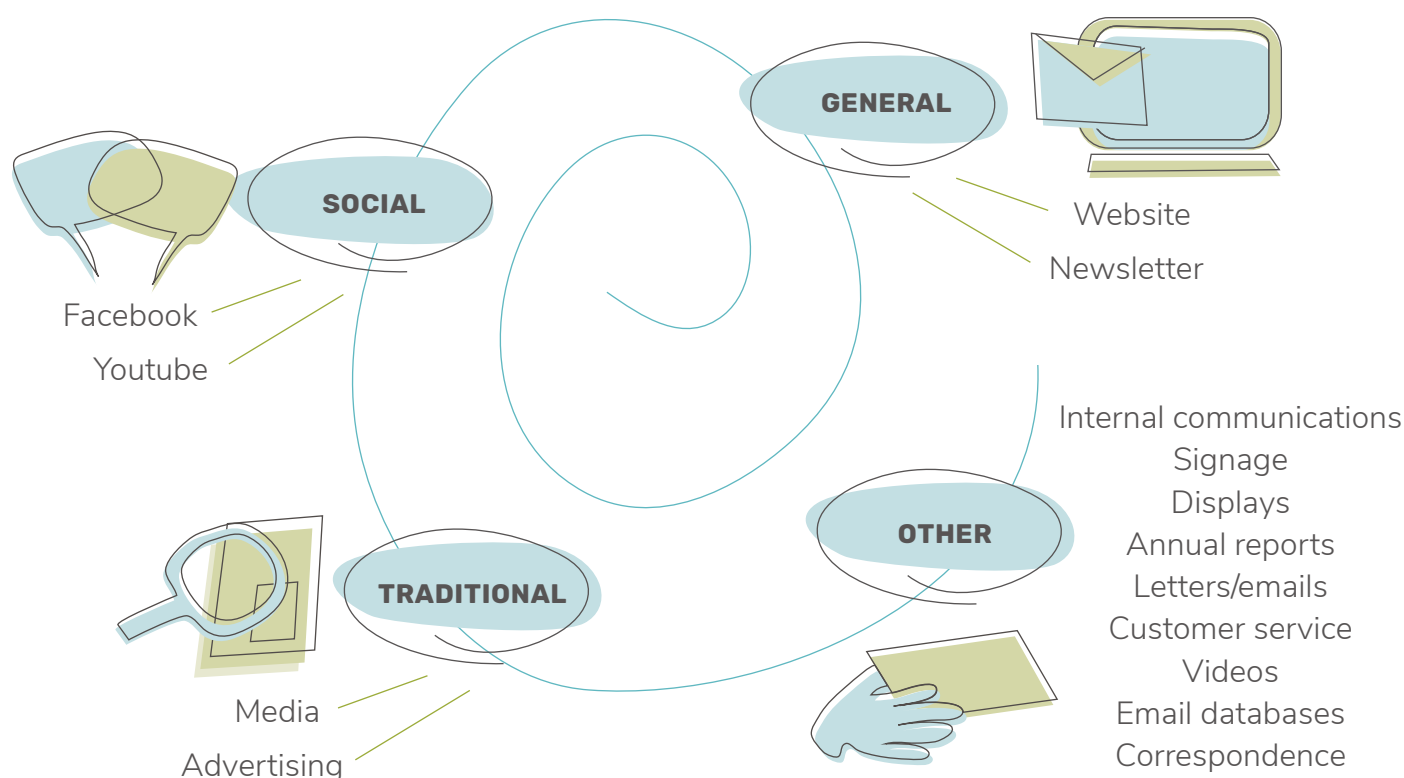 GENERAL
Website
Newsletter
SOCIAL
Facebook
Youtube
TRADITIONAL
Media
Advertising
OTHER
Internal communications
Signage
Displays
Annual reports
Letters/emails
Customer service
Videos
Email databases
Correspondence